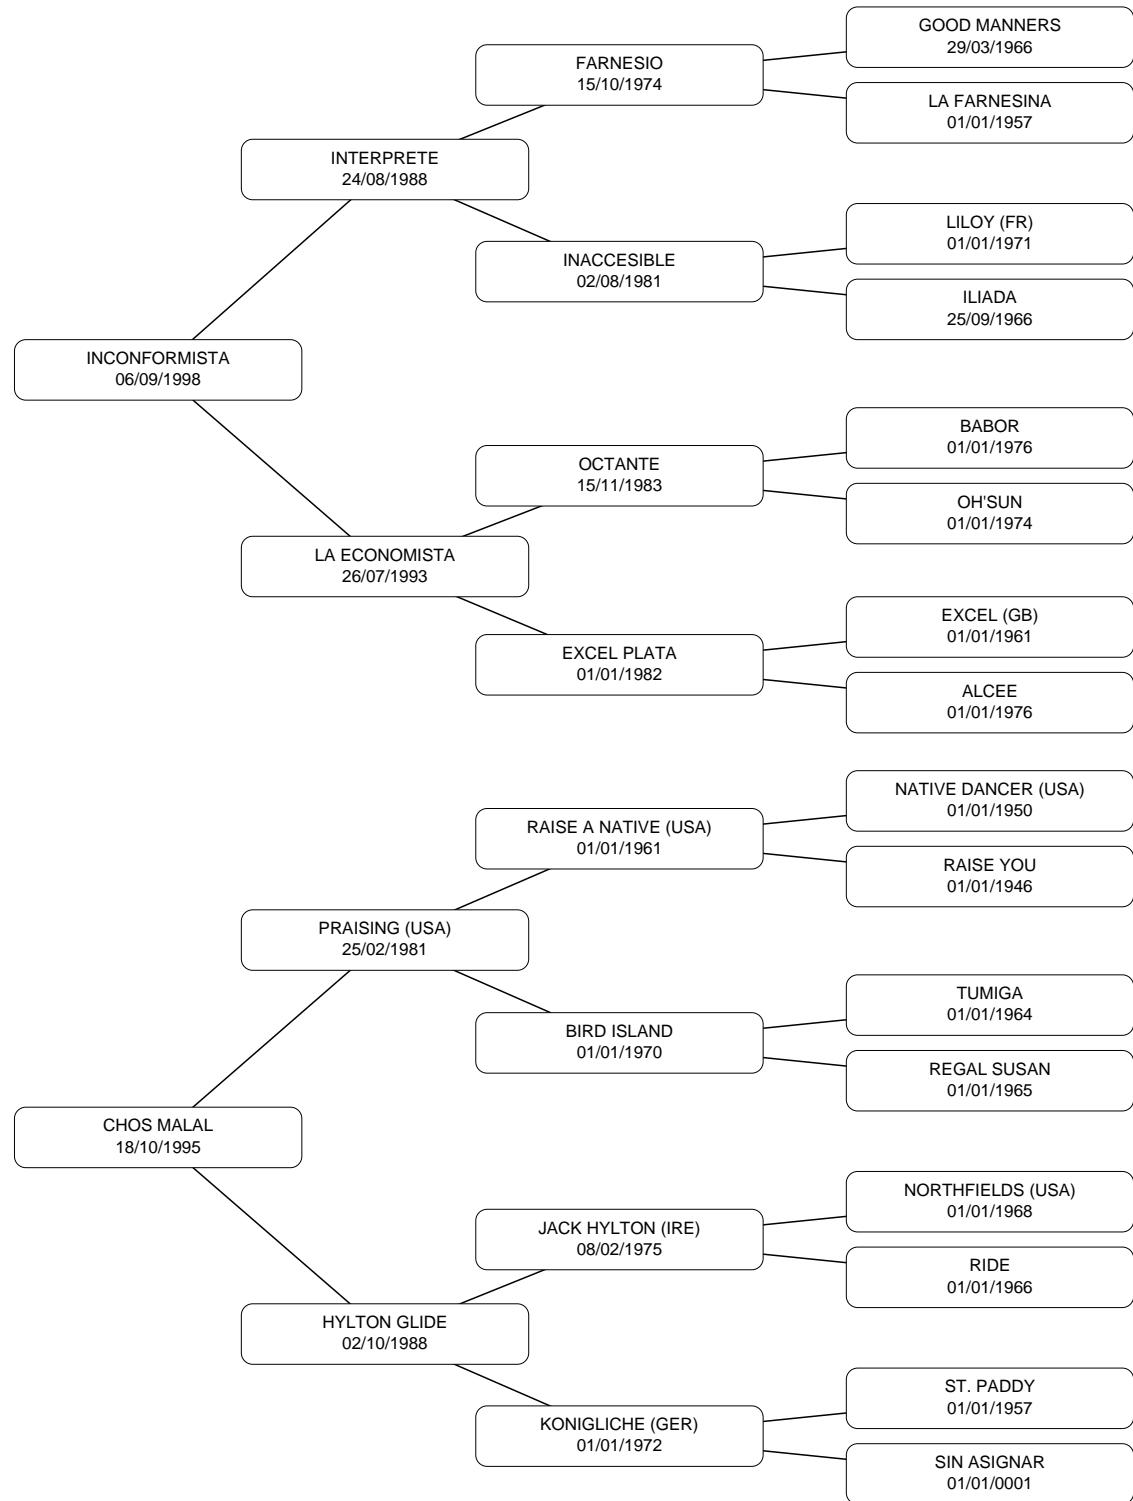 GOOD MANNERS
29/03/1966
FARNESIO
15/10/1974
LA FARNESINA
01/01/1957
INTERPRETE
24/08/1988
LILOY (FR)
01/01/1971
INACCESIBLE
02/08/1981
ILIADA
25/09/1966
INCONFORMISTA
06/09/1998
BABOR
01/01/1976
OCTANTE
15/11/1983
OH'SUN
01/01/1974
LA ECONOMISTA
26/07/1993
EXCEL (GB)
01/01/1961
EXCEL PLATA
01/01/1982
ALCEE
01/01/1976
NATIVE DANCER (USA)
01/01/1950
RAISE A NATIVE (USA)
01/01/1961
RAISE YOU
01/01/1946
PRAISING (USA)
25/02/1981
TUMIGA
01/01/1964
BIRD ISLAND
01/01/1970
REGAL SUSAN
01/01/1965
CHOS MALAL
18/10/1995
NORTHFIELDS (USA)
01/01/1968
JACK HYLTON (IRE)
08/02/1975
RIDE
01/01/1966
HYLTON GLIDE
02/10/1988
ST. PADDY
01/01/1957
KONIGLICHE (GER)
01/01/1972
SIN ASIGNAR
01/01/0001